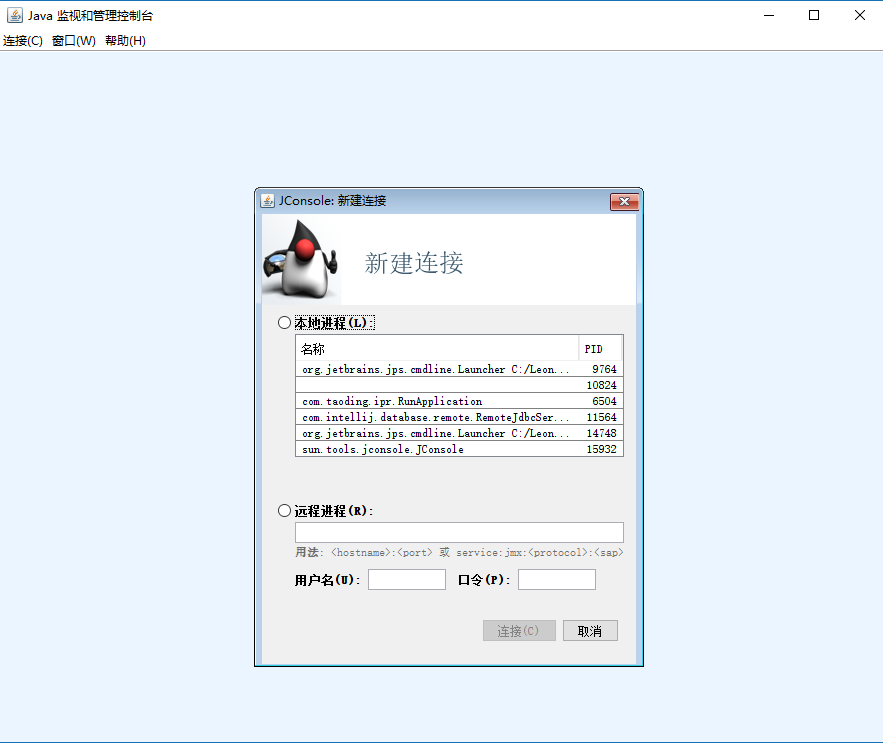 Java 监视和管理控制台
连接(C) 窗口(W) 帮助(H)
JConsole: 新建连接
新建连接
本地进程(L):
名称 PID
org.jetbrains.jps.cmdline.Launcher C:/Leon... 9764
10824
com.taoding.ipr.RunApplication 6504
com.intellij.database.remote.RemoteJdbcSer... 11564
org.jetbrains.jps.cmdline.Launcher C:/Leon... 14748
sun.tools.jconsole.JConsole 15932
远程进程(R):
用法: <hostname>:<port> 或 service:jmx:<protocol>:<sap>
用户名(U): 口令(P):
连接(C) 取消